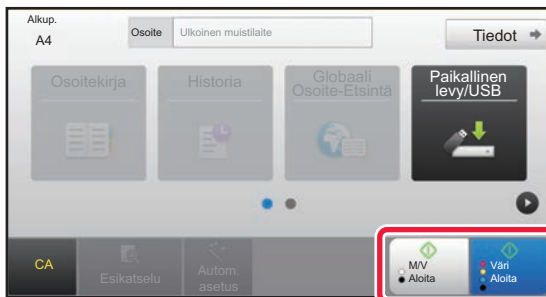 Alkup.
A4
Osoite
Ulkoinen muistilaite
Tiedot
Osoitekirja
Historia
Globaali
Osoite-Etsintä
Paikallinen
levy/USB
CA
Esikatselu
Autom.
asetus
M/V
Aloita
Väri
Aloita